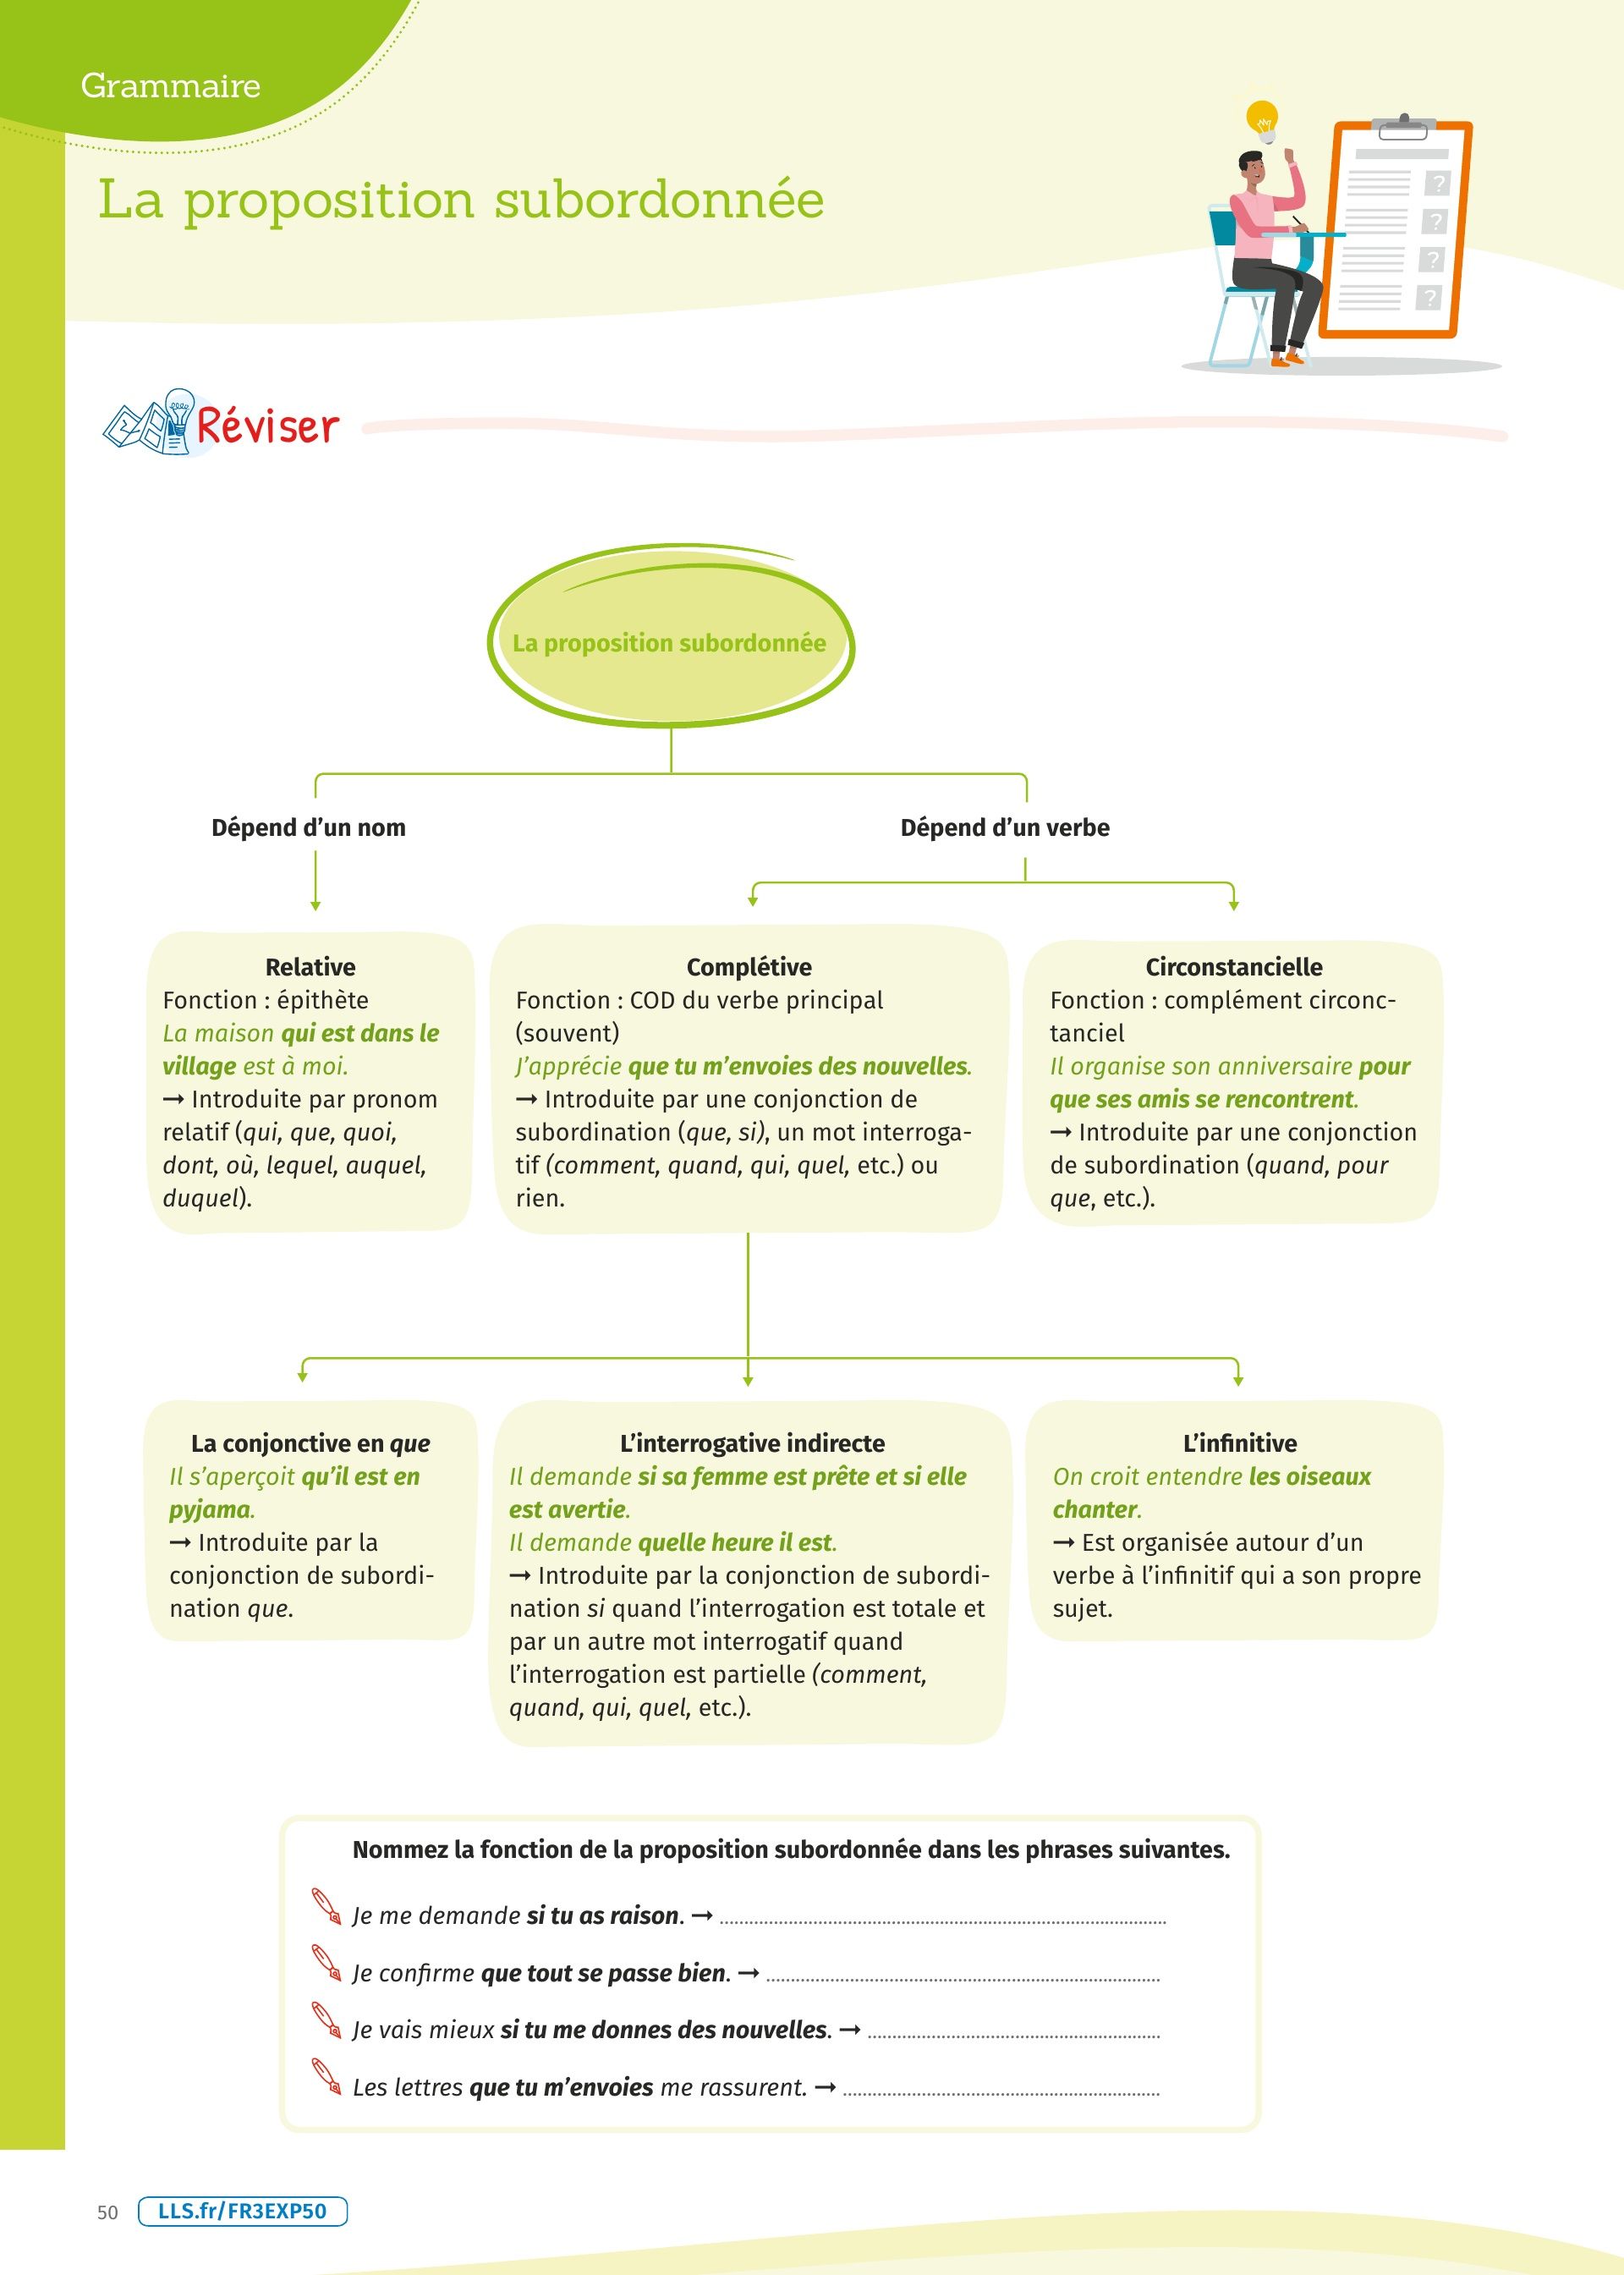 Grammaire
La proposition subordonnée
?
?
?
?
Réviser
La proposition subordonnée
Dépend d’un nom
Dépend d’un verbe
Relative
Fonction : épithète
La maison qui est dans le
village est à moi.
→ Introduite par pronom
relatif (qui, que, quoi,
dont, où, lequel, auquel,
duquel).
Complétive
Fonction : COD du verbe principal
(souvent)
J’apprécie que tu m’envoies des nouvelles.
→ Introduite par une conjonction de
subordination (que, si), un mot interroga-
tif (comment, quand, qui, quel, etc.) ou
rien.
Circonstancielle
Fonction : complément circonc-
tanciel
Il organise son anniversaire pour
que ses amis se rencontrent.
→ Introduite par une conjonction
de subordination (quand, pour
que, etc.).
La conjonctive en que
Il s’aperçoit qu’il est en
pyjama.
→ Introduite par la
conjonction de subordi-
nation que.
L’interrogative indirecte
Il demande si sa femme est prête et si elle
est avertie.
Il demande quelle heure il est.
→ Introduite par la conjonction de subordi-
nation si quand l’interrogation est totale et
par un autre mot interrogatif quand
l’interrogation est partielle (comment,
quand, qui, quel, etc.).
L’infinitive
On croit entendre les oiseaux
chanter.
→ Est organisée autour d’un
verbe à l’infinitif qui a son propre
sujet.
Nommez la fonction de la proposition subordonnée dans les phrases suivantes.
Je me demande si tu as raison. → ........................................
Je confirme que tout se passe bien. → ........................................
Je vais mieux si tu me donnes des nouvelles. → ........................................
Les lettres que tu m’envoies me rassurent. → ........................................
50
LLS.fr/FR3EXP50